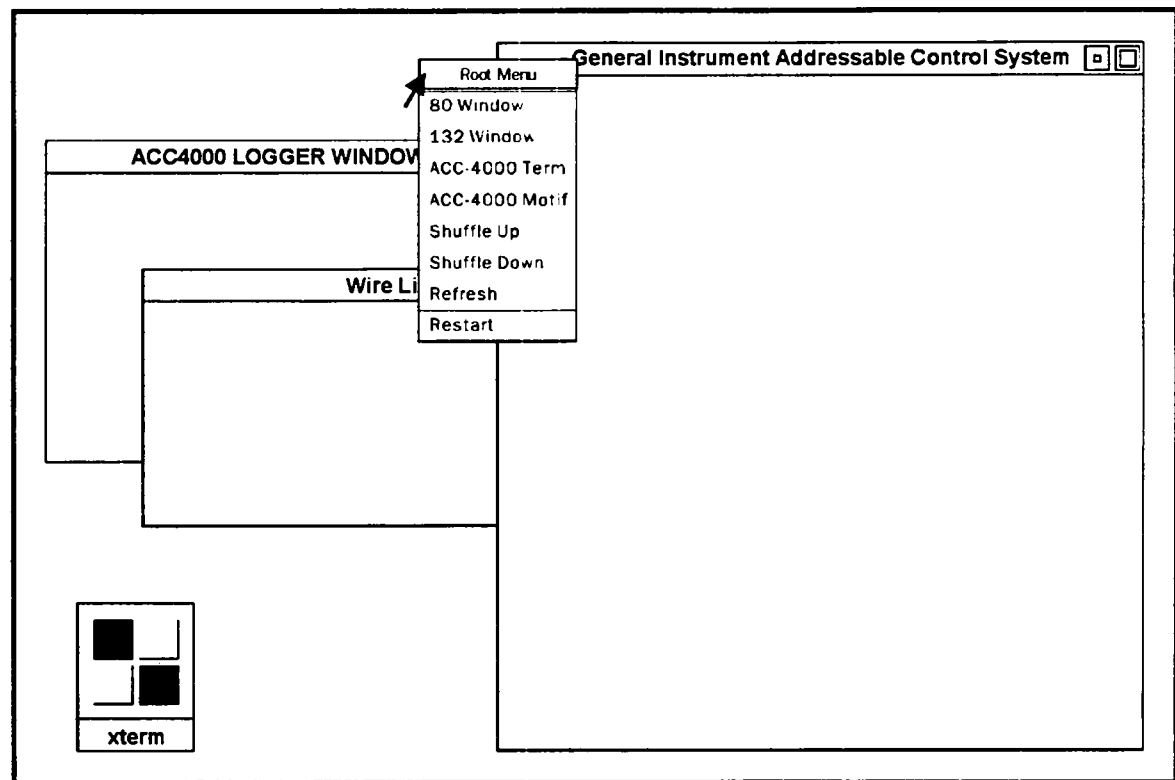 General Instrument Addressable Control System
Root Menu
80 Window
132 Window
ACC-4000 Term
ACC-4000 Motif
Shuffle Up
Shuffle Down
Refresh
Restart
ACC4000 LOGGER WINDOW
Wire Li
xterm